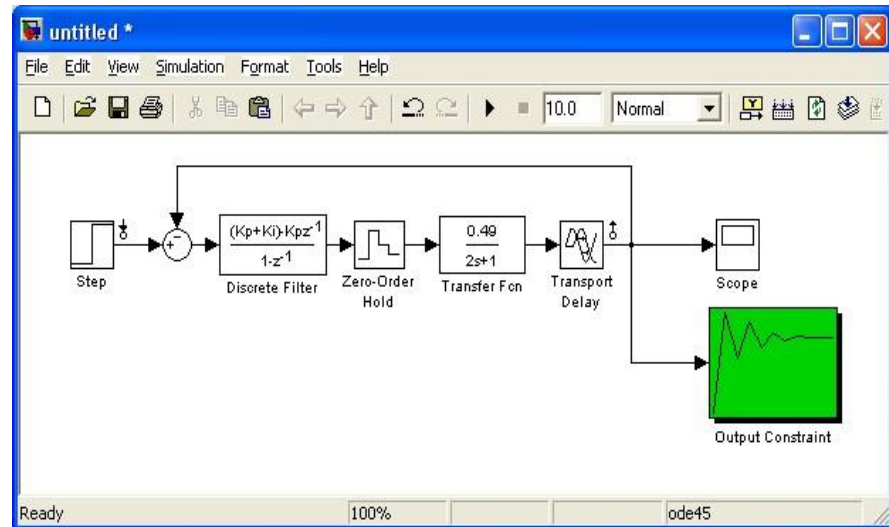 untitled *
File Edit View Simulation Format Tools Help
10.0 Normal
(Kp+Ki)-Kpz-1
1-z-1
0.49
2s+1
Step
Discrete Filter
Zero-Order
Hold
Transfer Fcn
Transport
Delay
Scope
Output Constraint
Ready 100% ode45